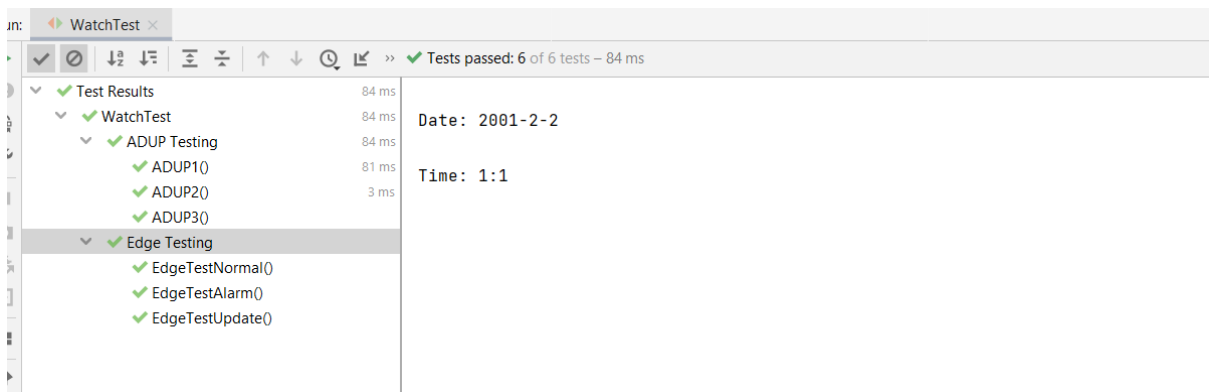 un: WatchTest
Tests passed: 6 of 6 tests – 84 ms
Test Results 84 ms
WatchTest 84 ms
ADUP Testing 84 ms
ADUP1() 81 ms
ADUP2() 3 ms
ADUP3()
Edge Testing
EdgeTestNormal()
EdgeTestAlarm()
EdgeTestUpdate()
Date: 2001-2-2
Time: 1:1